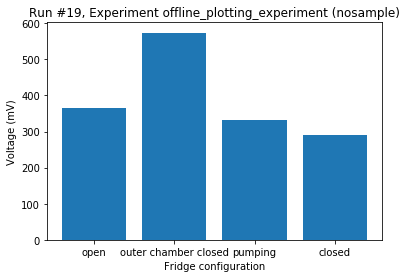 Run #19, Experiment offline_plotting_experiment (nosample)
600
500
400
300
200
100
0
Voltage (mV)
open outer chamber closed pumping closed
Fridge configuration